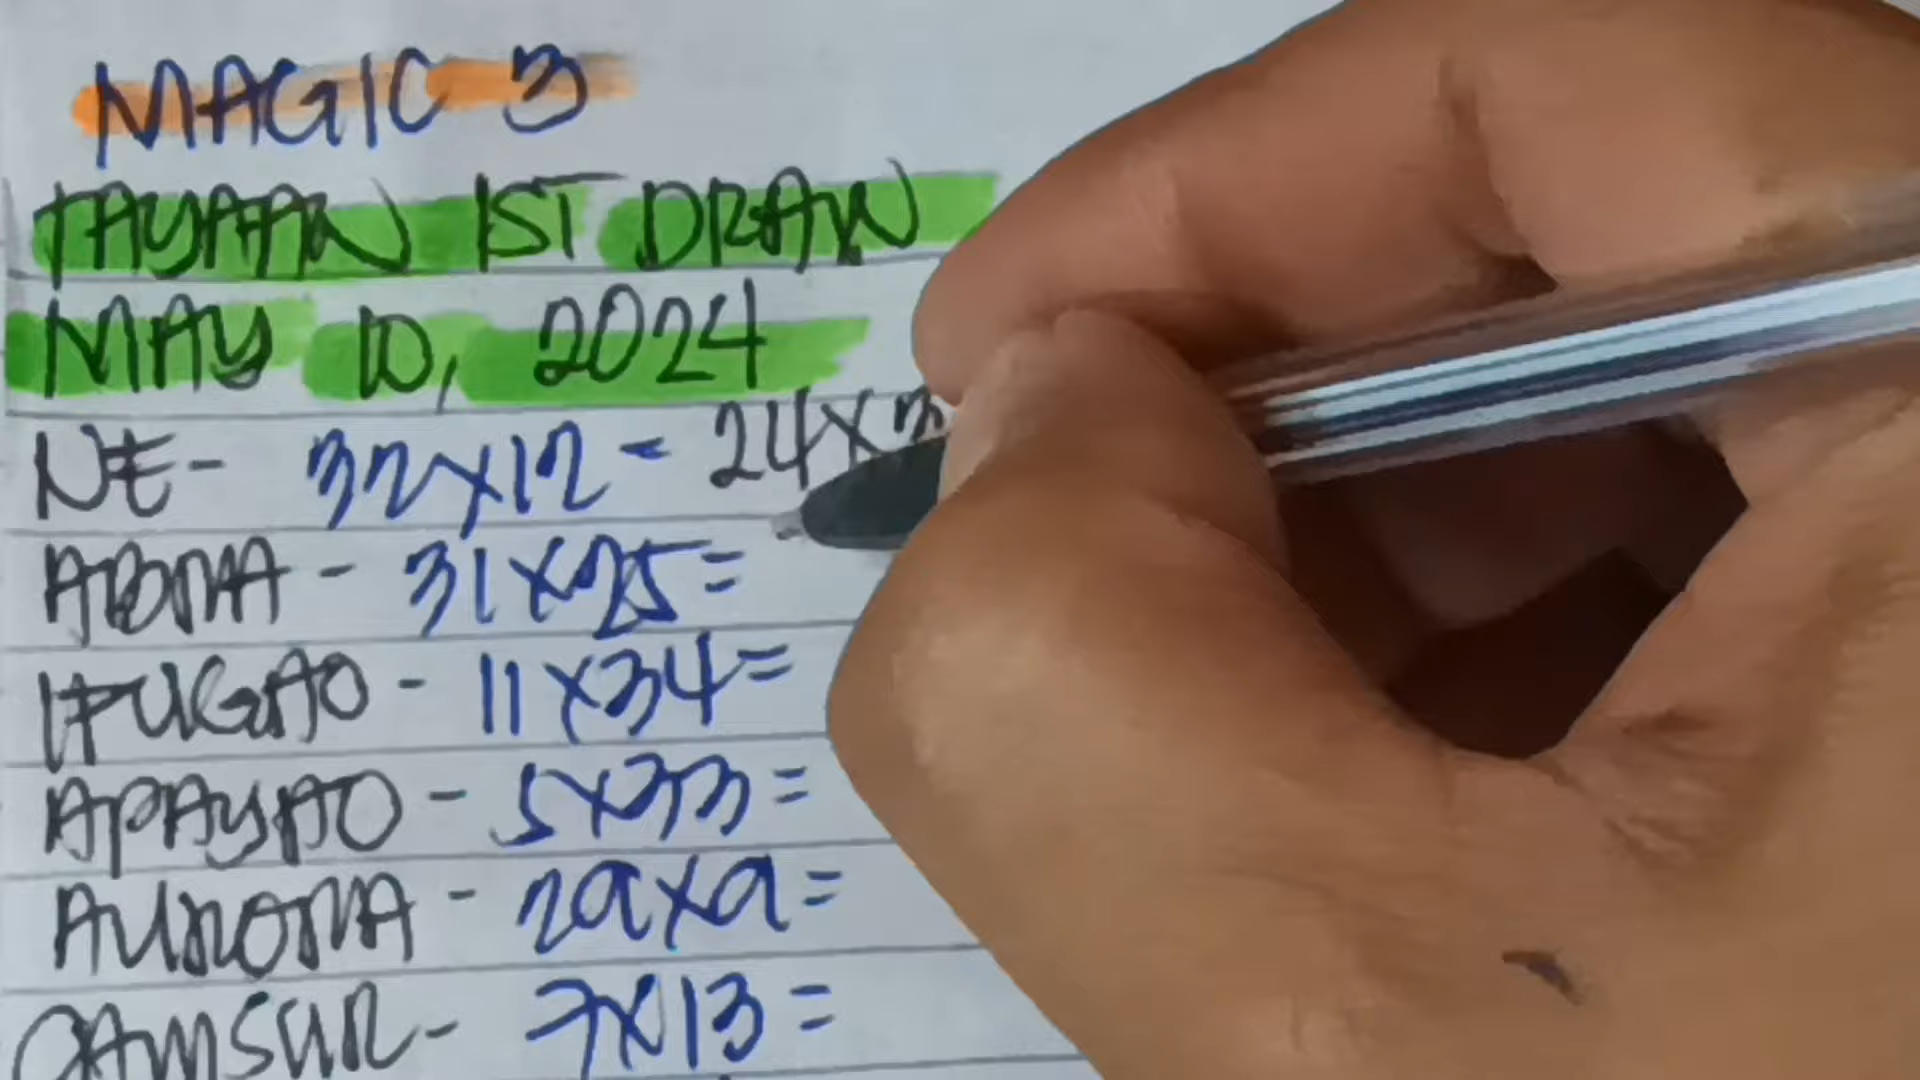 MAGIC 3
TAYAAN 1ST DRAW
MAY 10, 2024
NE- 32x12 = 24x3
ABRA - 31x25=
IFUGAO - 11x34=
APAYAO - 5x33=
AURORA - 29x9=
CAMSUR- 7x13=